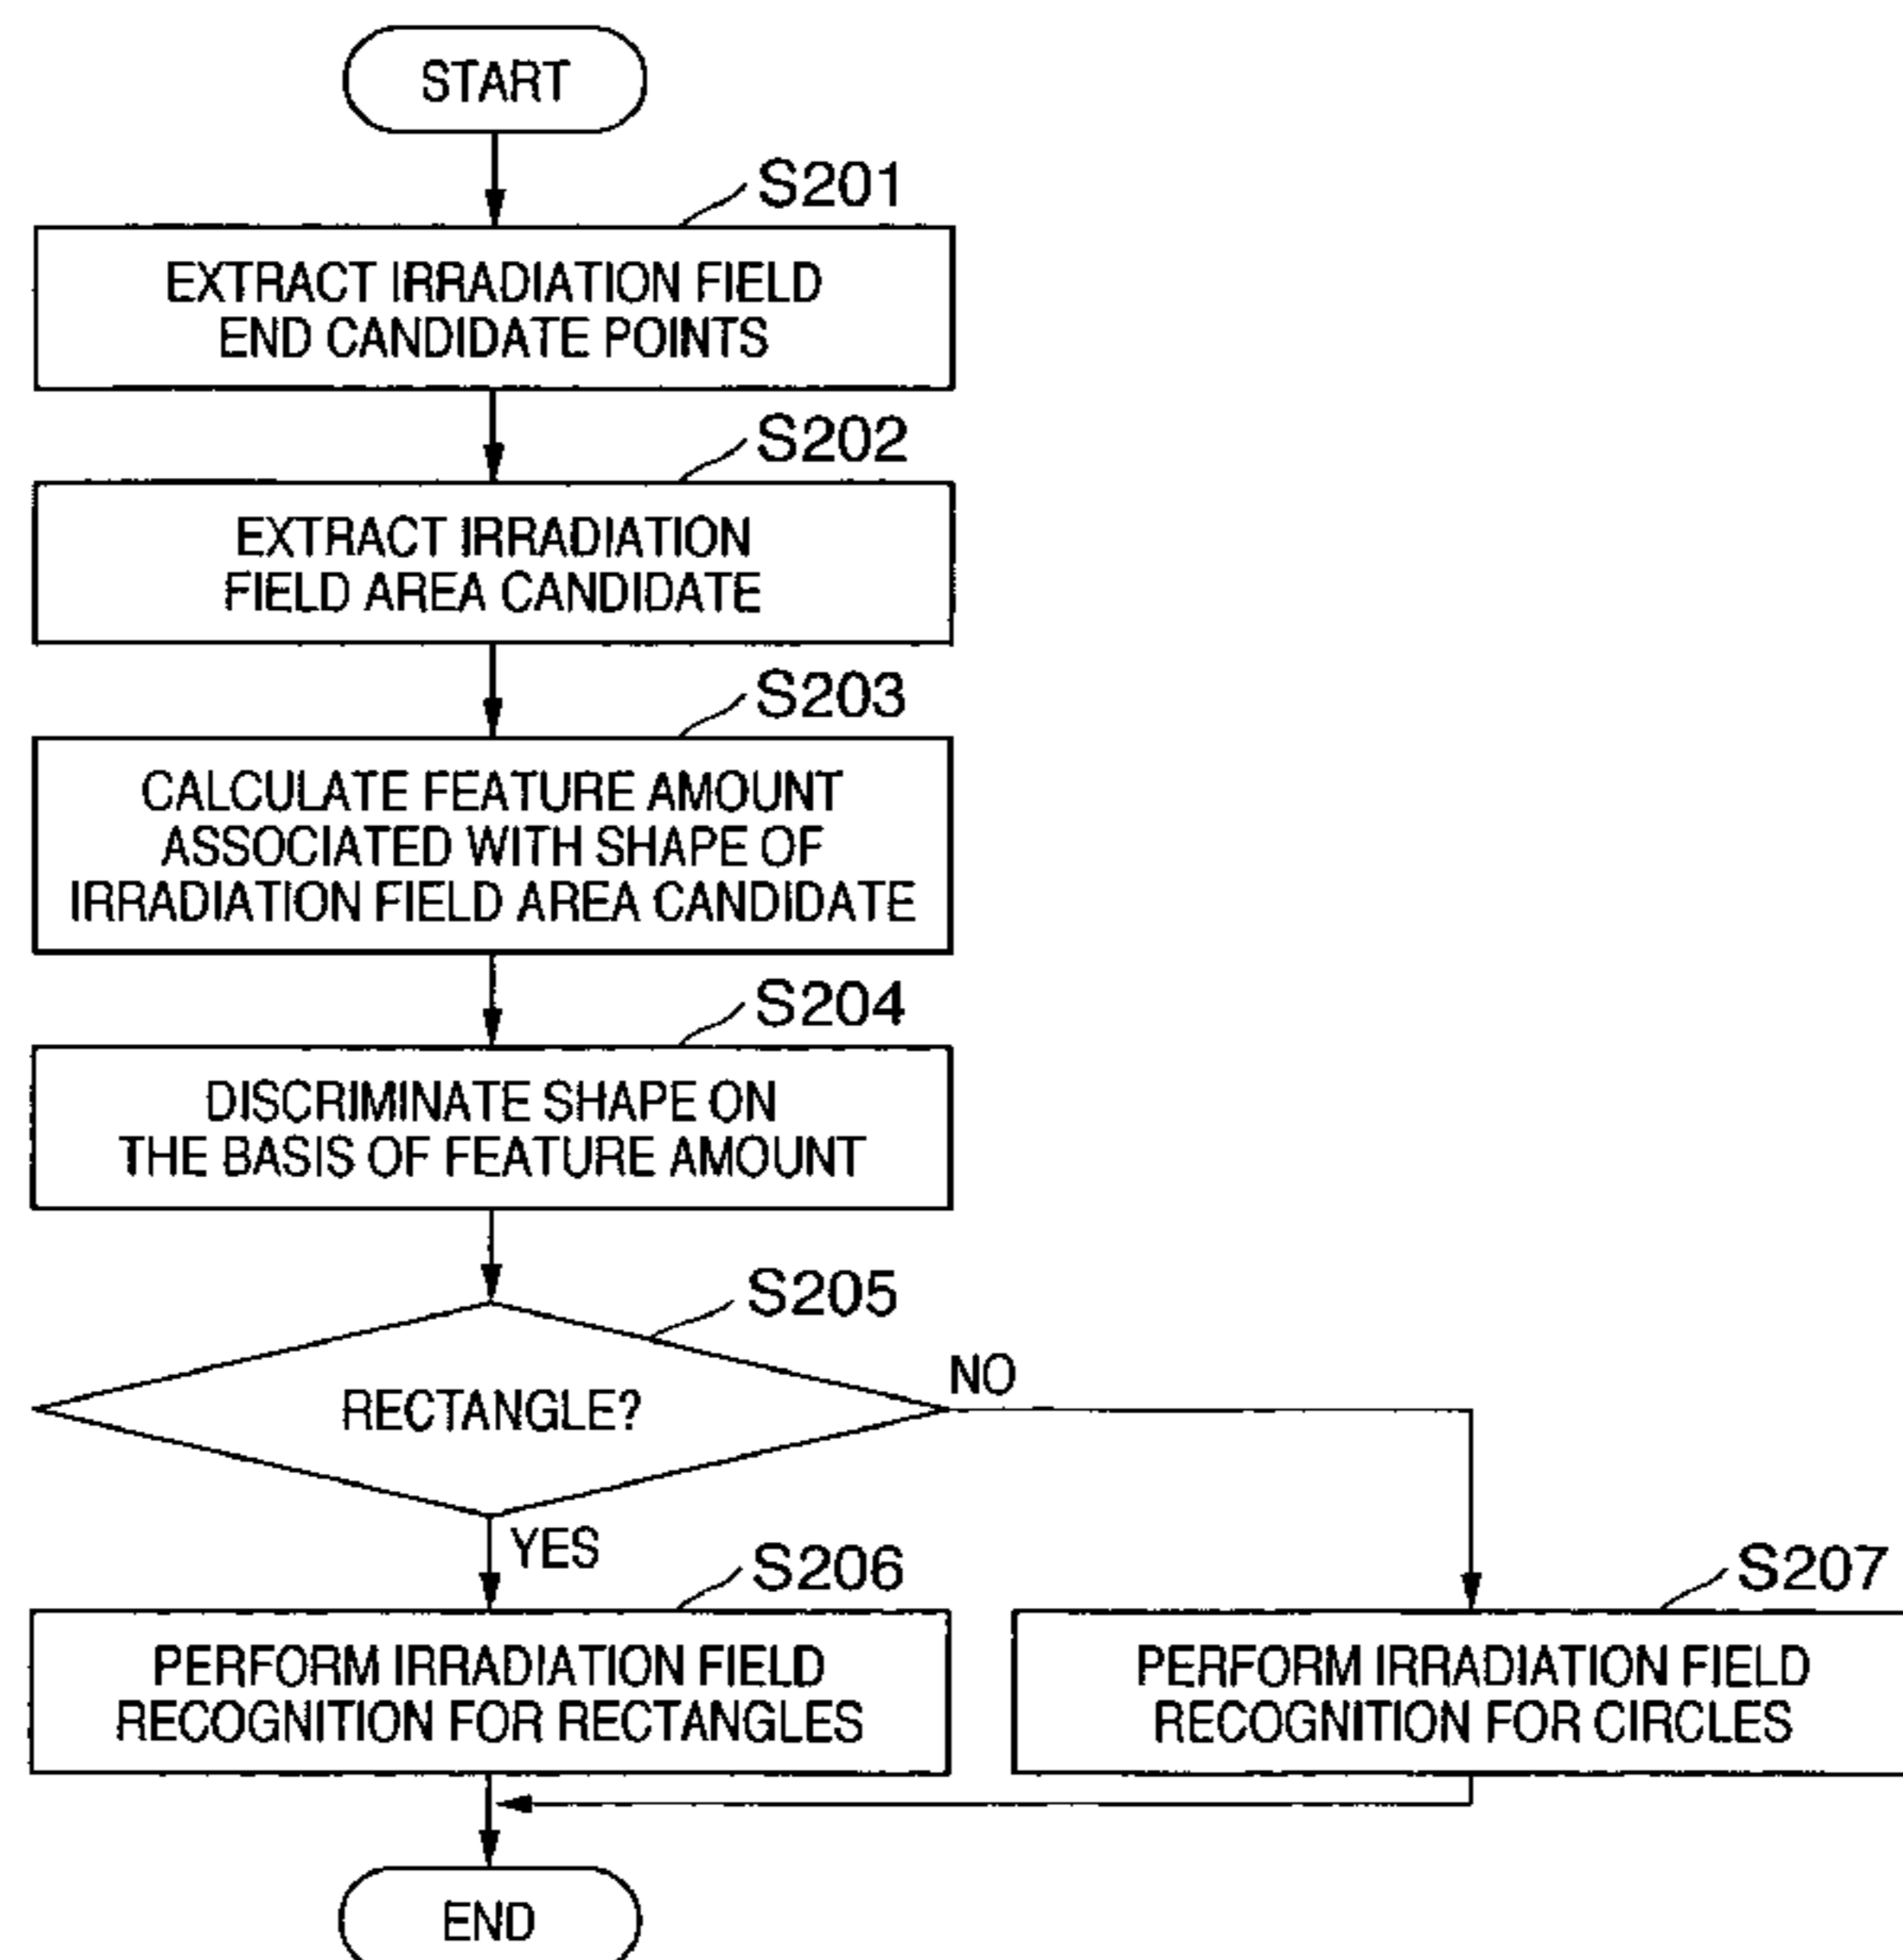 START
S201
EXTRACT IRRADIATION FIELD
END CANDIDATE POINTS
S202
EXTRACT IRRADIATION
FIELD AREA CANDIDATE
S203
CALCULATE FEATURE AMOUNT
ASSOCIATED WITH SHAPE OF
IRRADIATION FIELD AREA CANDIDATE
S204
DISCRIMINATE SHAPE ON
THE BASIS OF FEATURE AMOUNT
S205
RECTANGLE?
NO
YES
S206
PERFORM IRRADIATION FIELD
RECOGNITION FOR RECTANGLES
S207
PERFORM IRRADIATION FIELD
RECOGNITION FOR CIRCLES
END